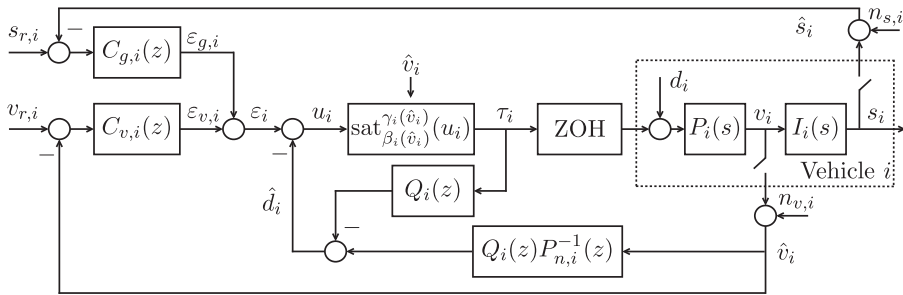 s_{r,i}
−
C_{g,i}(z)
ε_{g,i}
ŝ_i
n_{s,i}
v_{r,i}
−
C_{v,i}(z)
ε_{v,i}
ε_i
−
u_i
v̂_i
sat^{γ_i(v̂_i)}_{β_i(v̂_i)}(u_i)
τ_i
ZOH
d_i
P_i(s)
v_i
I_i(s)
s_i
Vehicle i
d̂_i
Q_i(z)
−
−
Q_i(z)P^{-1}_{n,i}(z)
n_{v,i}
v̂_i